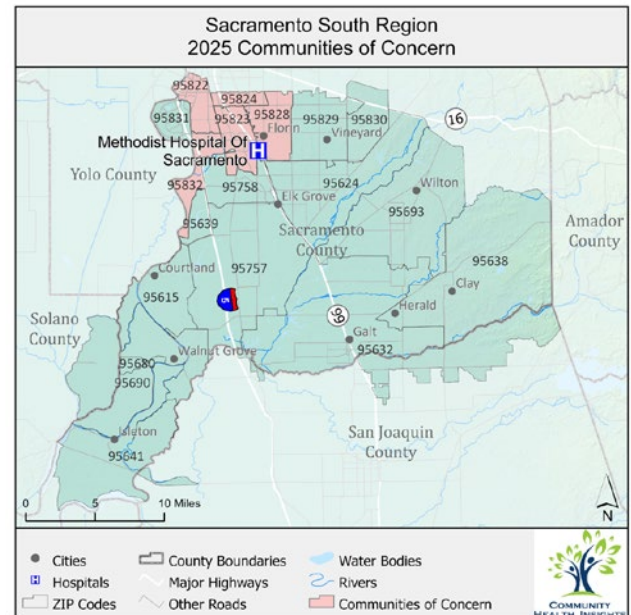 Sacramento South Region
2025 Communities of Concern
95822
95824
95831
95823
95828
95829
95830
16
Florin
Vineyard
Methodist Hospital Of
Sacramento
H
Yolo County
95832
95758
95624
Wilton
Elk Grove
95693
95639
Sacramento
County
Amador
County
95638
Courtland
95757
Clay
95615
5
Herald
Solano
County
99
Galt
95632
Walnut Grove
95680
95690
San Joaquin
County
Isleton
95641
0 5 10 Miles
N
Cities
County Boundaries
Water Bodies
H
Hospitals
Major Highways
Rivers
ZIP Codes
Other Roads
Communities of Concern
COMMUNITY
HEALTH INSIGHTS